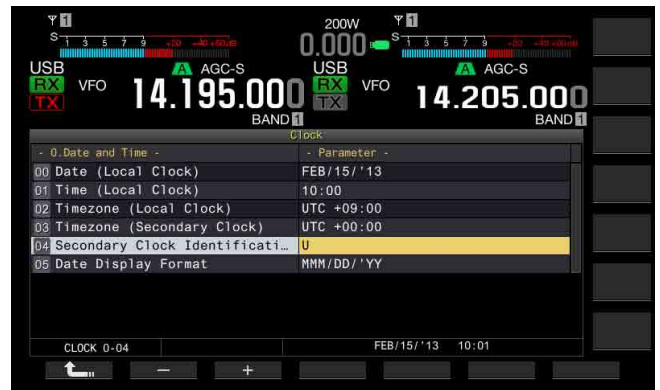 1 200W 1
S 1 3 5 7 9 +20 +40 +60dB 0.000 S 1 3 5 7 9 +20 +40 +60dB
USB A AGC-S USB A AGC-S
RX VFO 14.195.000 RX VFO 14.205.000
TX BAND 1 TX BAND 1
Clock
- 0.Date and Time - - Parameter -
00 Date (Local Clock) FEB/15/'13
01 Time (Local Clock) 10:00
02 Timezone (Local Clock) UTC +09:00
03 Timezone (Secondary Clock) UTC +00:00
04 Secondary Clock Identificati… U
05 Date Display Format MMM/DD/'YY
CLOCK 0-04 FEB/15/'13 10:01
− +